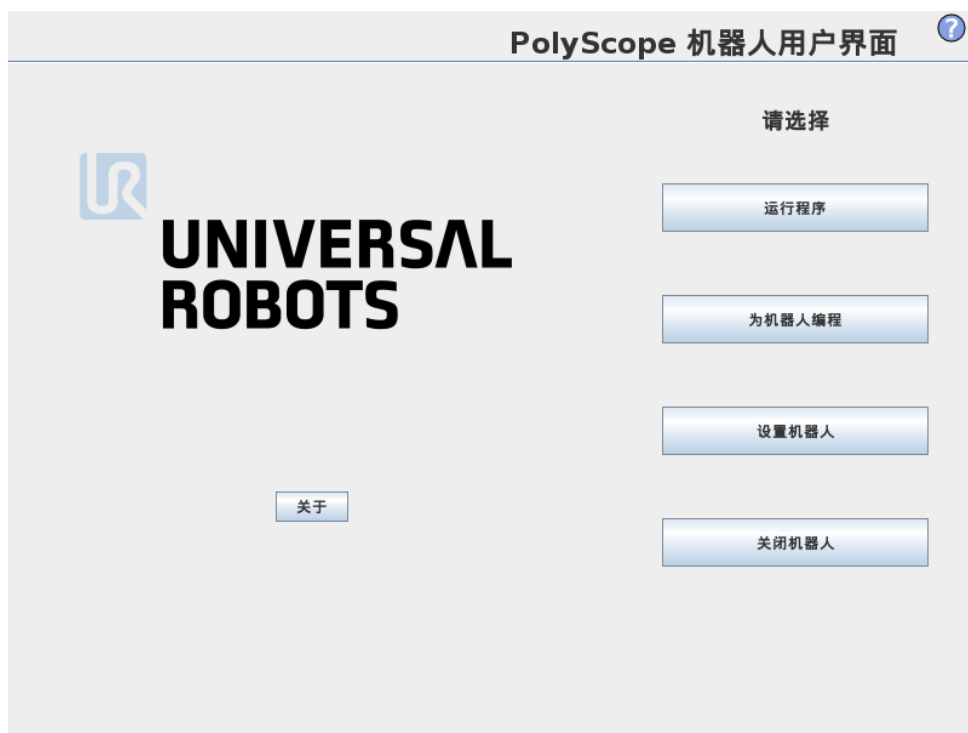 PolyScope 机器人用户界面
?
请选择
UR
UNIVERSAL
ROBOTS
运行程序
为机器人编程
设置机器人
关于
关闭机器人